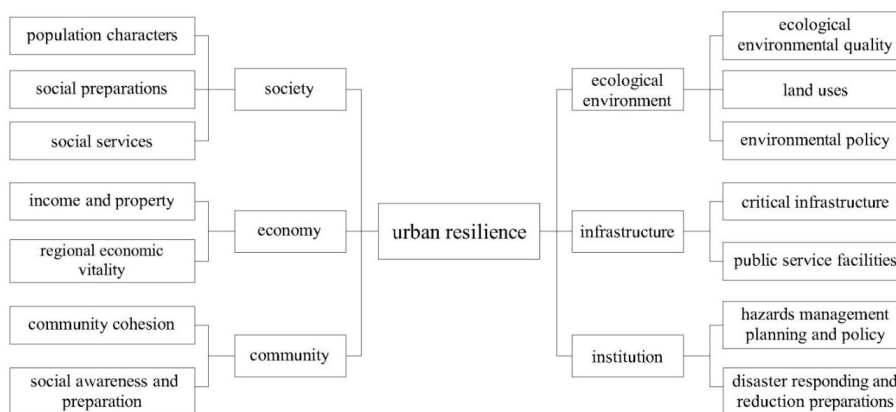 population characters
social preparations
social services
society
income and property
regional economic
vitality
economy
community cohesion
social awareness and
preparation
community
urban resilience
ecological
environment
ecological
environmental quality
land uses
environmental policy
infrastructure
critical infrastructure
public service facilities
institution
hazards management
planning and policy
disaster responding and
reduction preparations